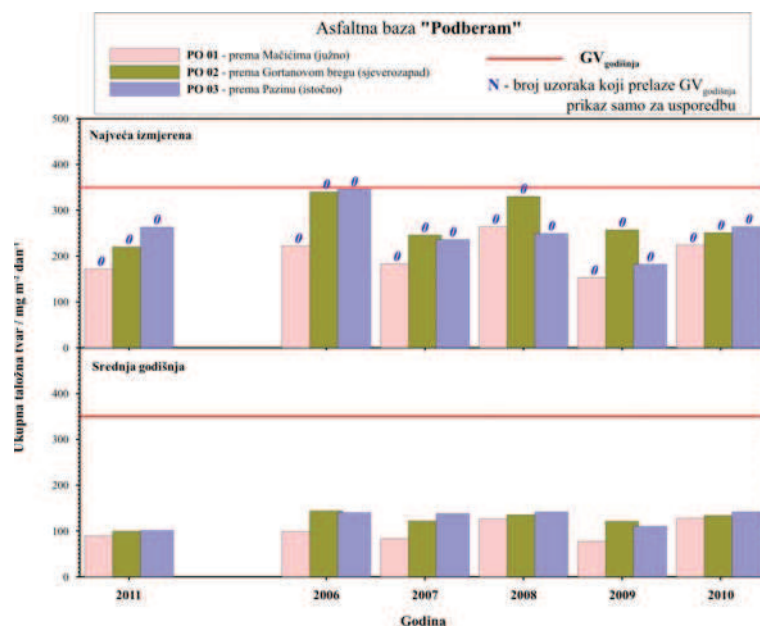 Asfaltna baza "Podberam"
PO 01 - prema Mačićima (južno)
PO 02 - prema Gortanovom bregu (sjeverozapad)
PO 03 - prema Pazinu (istočno)
GVgodišnja
N - broj uzoraka koji prelaze GVgodišnja
prikaz samo za usporedbu
Ukupna taložna tvar / mg m⁻² dan⁻¹
500
Najveća izmjerena
400
300
200
100
0
0 0 0
0 0 0
0 0 0
0 0 0
0 0 0
0 0 0
Srednja godišnja
400
300
200
100
0
2011 2006 2007 2008 2009 2010
Godina